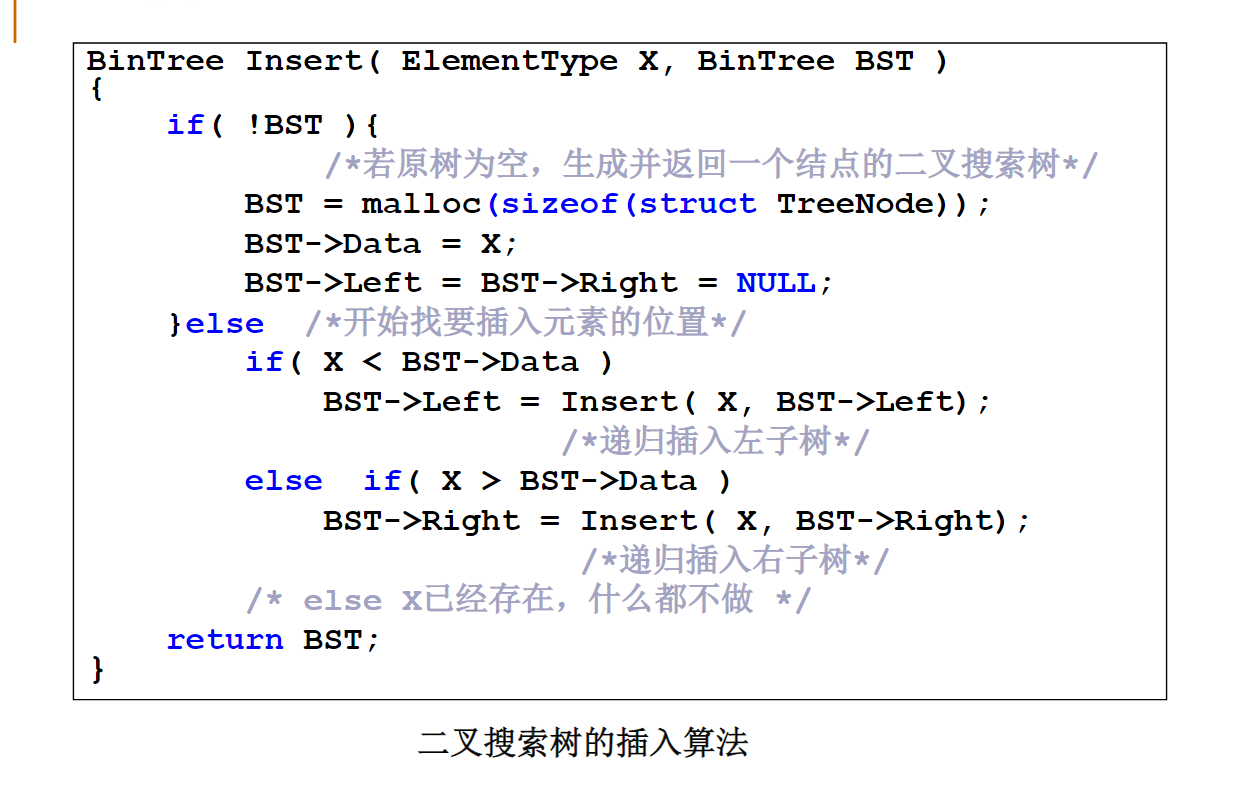 BinTree Insert( ElementType X, BinTree BST )
{
if( !BST ){
/*若原树为空，生成并返回一个结点的二叉搜索树*/
BST = malloc(sizeof(struct TreeNode));
BST->Data = X;
BST->Left = BST->Right = NULL;
}else /*开始找要插入元素的位置*/
if( X < BST->Data )
BST->Left = Insert( X, BST->Left);
/*递归插入左子树*/
else if( X > BST->Data )
BST->Right = Insert( X, BST->Right);
/*递归插入右子树*/
/* else X已经存在，什么都不做 */
return BST;
}
二叉搜索树的插入算法